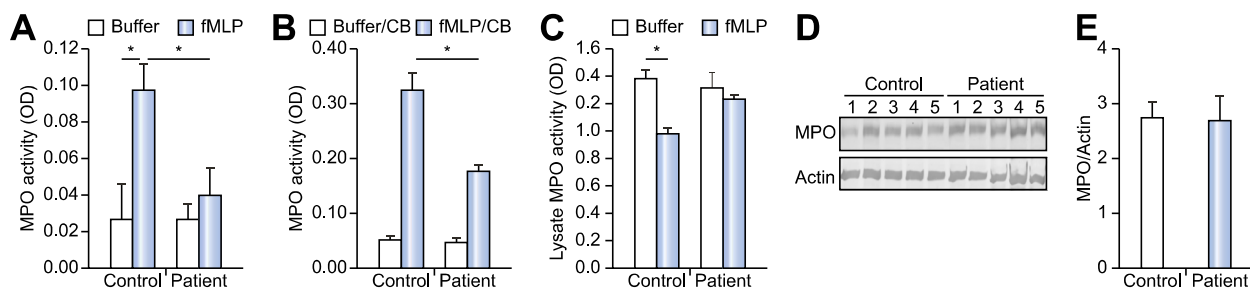 A
Buffer fMLP
MPO activity (OD)
0.12
0.10
0.08
0.06
0.04
0.02
0.00
* *
Control Patient
B
Buffer/CB fMLP/CB
MPO activity (OD)
0.40
0.30
0.20
0.10
0.00
*
Control Patient
C
Buffer fMLP
Lysate MPO activity (OD)
0.6
0.4
0.2
1.0
0.8
0.6
0.4
0.2
0.0
*
Control Patient
D
Control Patient
1 2 3 4 5 1 2 3 4 5
MPO
Actin
E
MPO/Actin
4
3
2
1
0
Control Patient